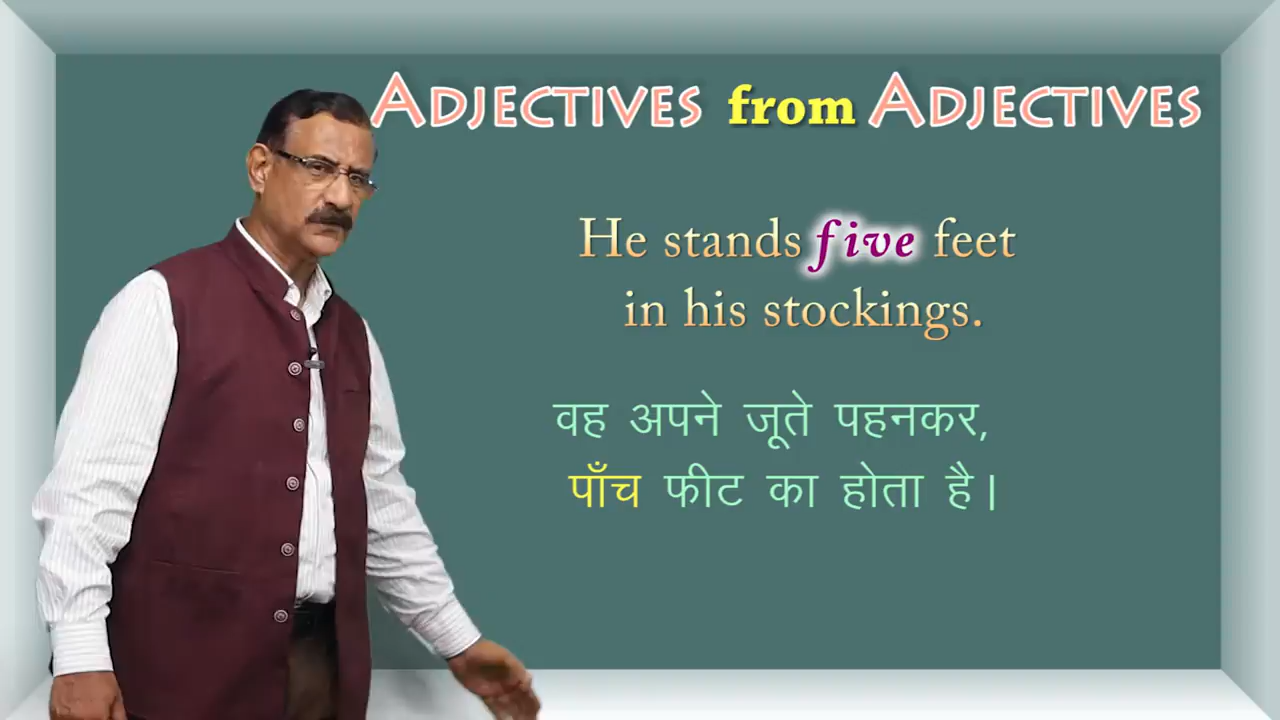 ADJECTIVES from ADJECTIVES
He stands five feet
in his stockings.
वह अपने जूते पहनकर,
पाँच फीट का होता है।